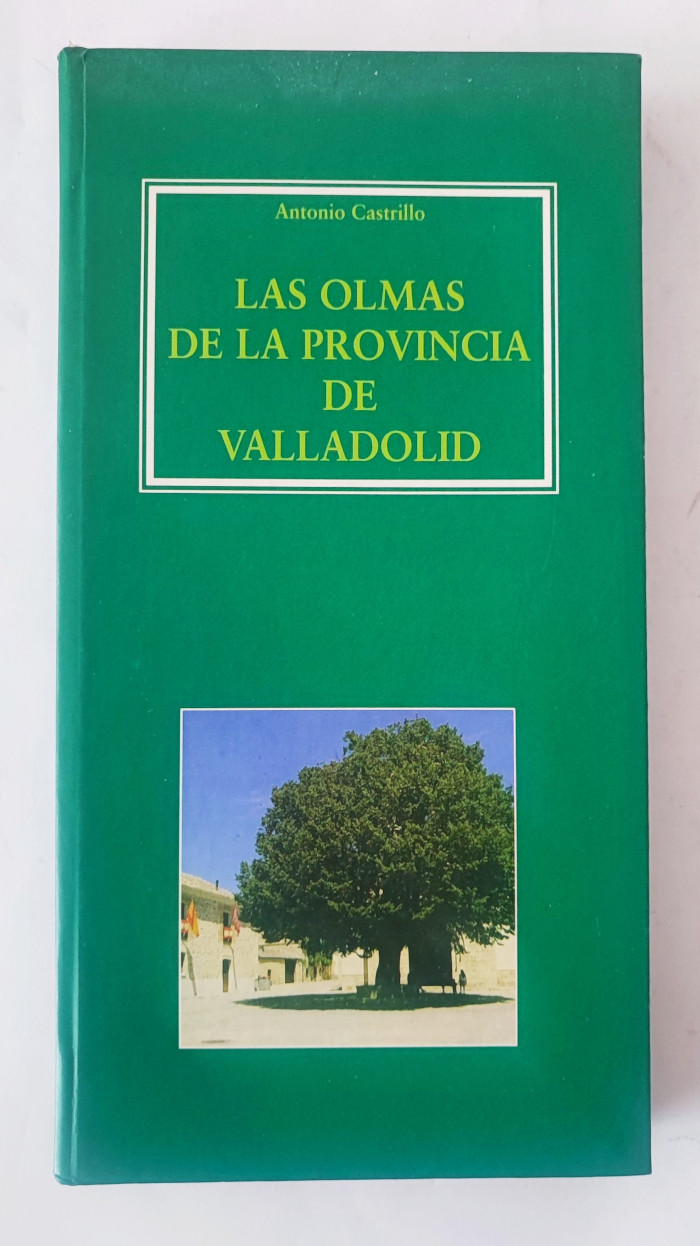 Antonio Castrillo
LAS OLMAS
DE LA PROVINCIA
DE
VALLADOLID